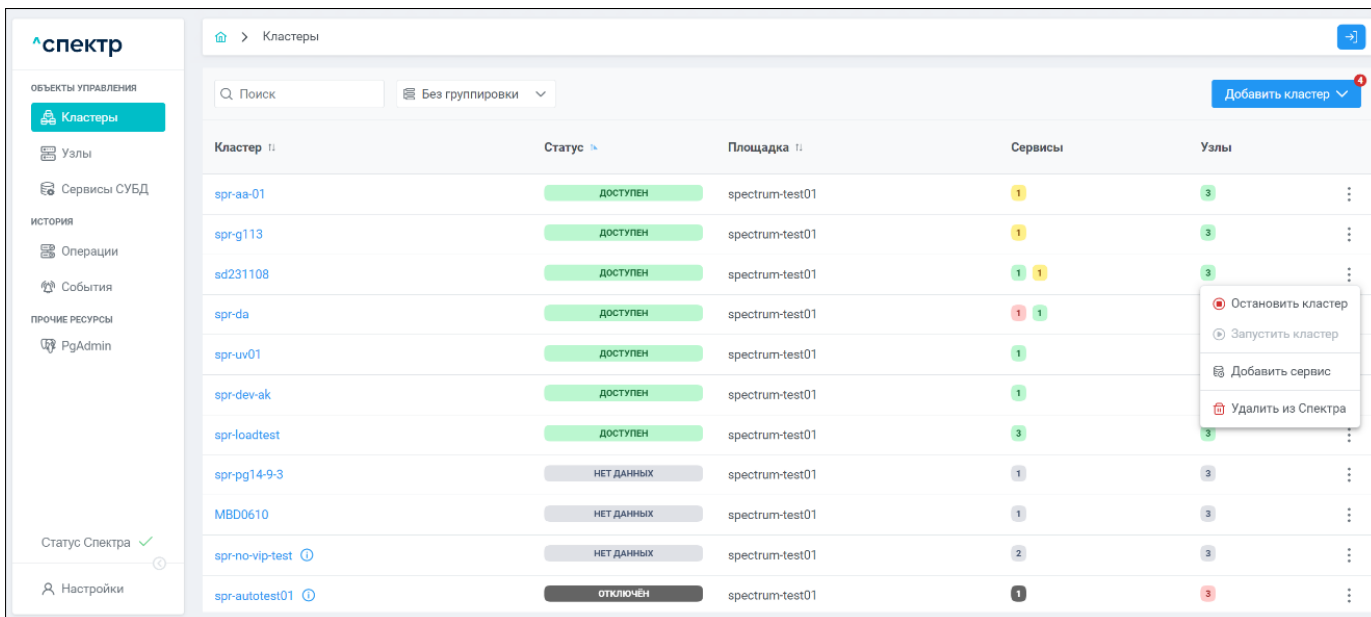 ^спектр
ОБЪЕКТЫ УПРАВЛЕНИЯ
Кластеры
Узлы
Сервисы СУБД
ИСТОРИЯ
Операции
События
ПРОЧИЕ РЕСУРСЫ
PgAdmin
Статус Спектра
Настройки
> Кластеры
Поиск
Без группировки
Добавить кластер
4
Кластер Статус Площадка Сервисы Узлы
spr-aa-01 ДОСТУПЕН spectrum-test01 1 3
spr-g113 ДОСТУПЕН spectrum-test01 1 3
sd231108 ДОСТУПЕН spectrum-test01 1 1 3
spr-da ДОСТУПЕН spectrum-test01 1 1
spr-uv01 ДОСТУПЕН spectrum-test01 1
spr-dev-ak ДОСТУПЕН spectrum-test01 1
spr-loadtest ДОСТУПЕН spectrum-test01 3 3
spr-pg14-9-3 НЕТ ДАННЫХ spectrum-test01 1 3
MBD0610 НЕТ ДАННЫХ spectrum-test01 1 3
spr-no-vip-test НЕТ ДАННЫХ spectrum-test01 2 3
spr-autotest01 ОТКЛЮЧЁН spectrum-test01 1 3
Остановить кластер
Запустить кластер
Добавить сервис
Удалить из Спектра